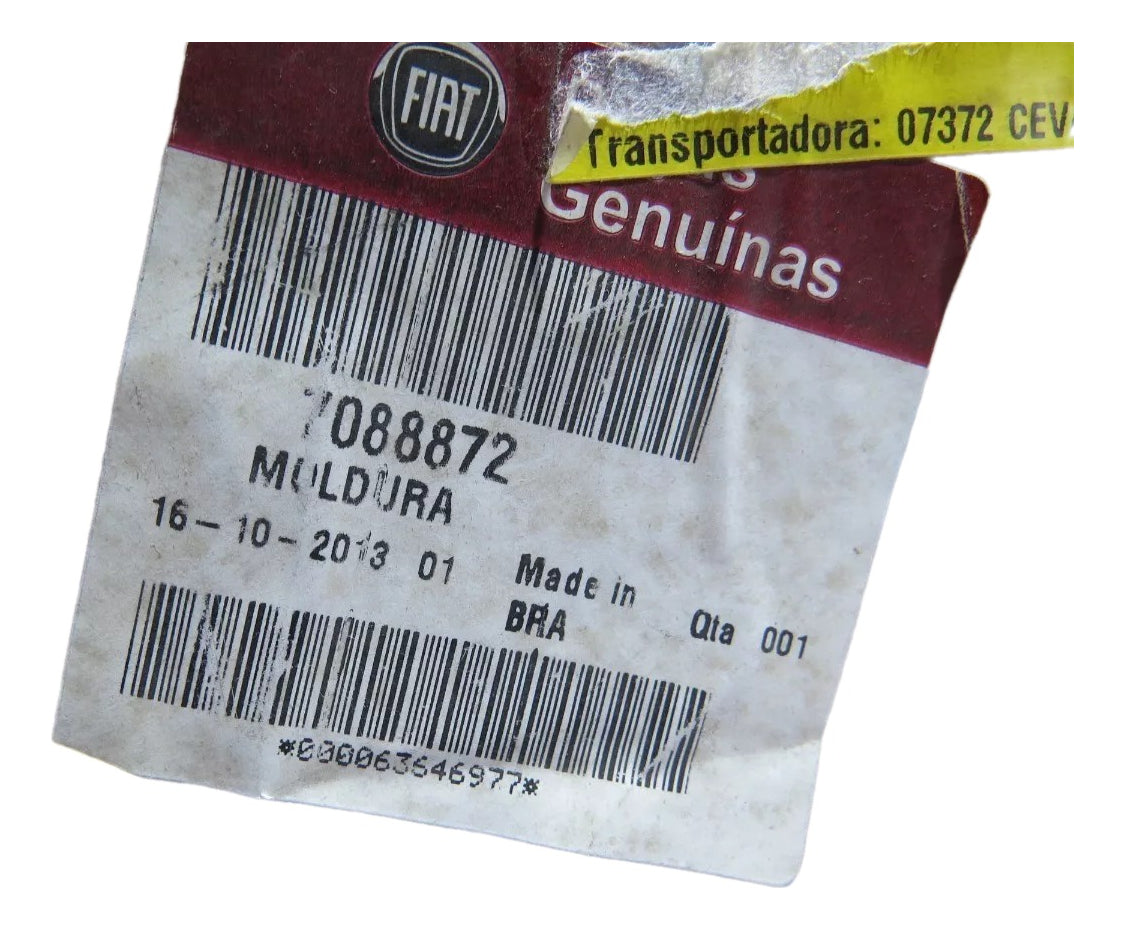 FIAT
Transportadora: 07372 CEV
Genuínas
7088872
MOLDURA
16-10-2013 01
Made in
BRA
Qta 001
*000063646977*